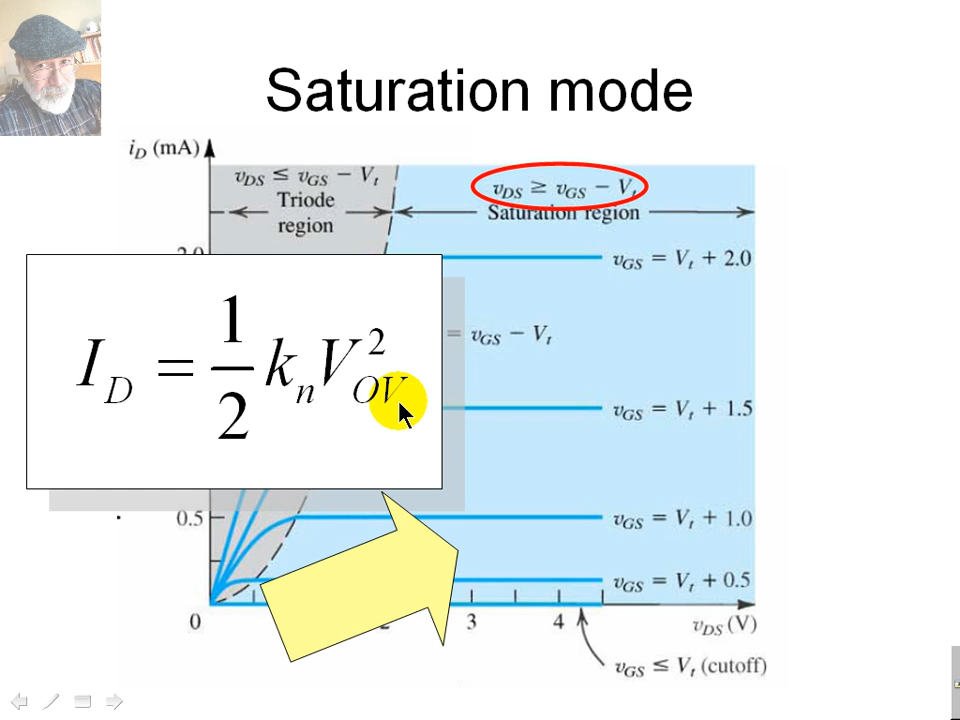 Saturation mode
i_D (mA)
v_DS ≤ v_GS − V_t
Triode
region
v_DS ≥ v_GS − V_t
Saturation region
v_GS = V_t + 2.0
= v_GS − V_t
I_D = 1/2 k_n V_OV^2
v_GS = V_t + 1.5
0.5
v_GS = V_t + 1.0
v_GS = V_t + 0.5
0
3
4
v_DS (V)
v_GS ≤ V_t (cutoff)